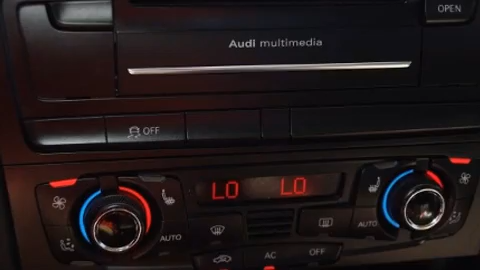 OPEN
Audi multimedia
OFF
LO LO
AUTO AUTO
AC OFF